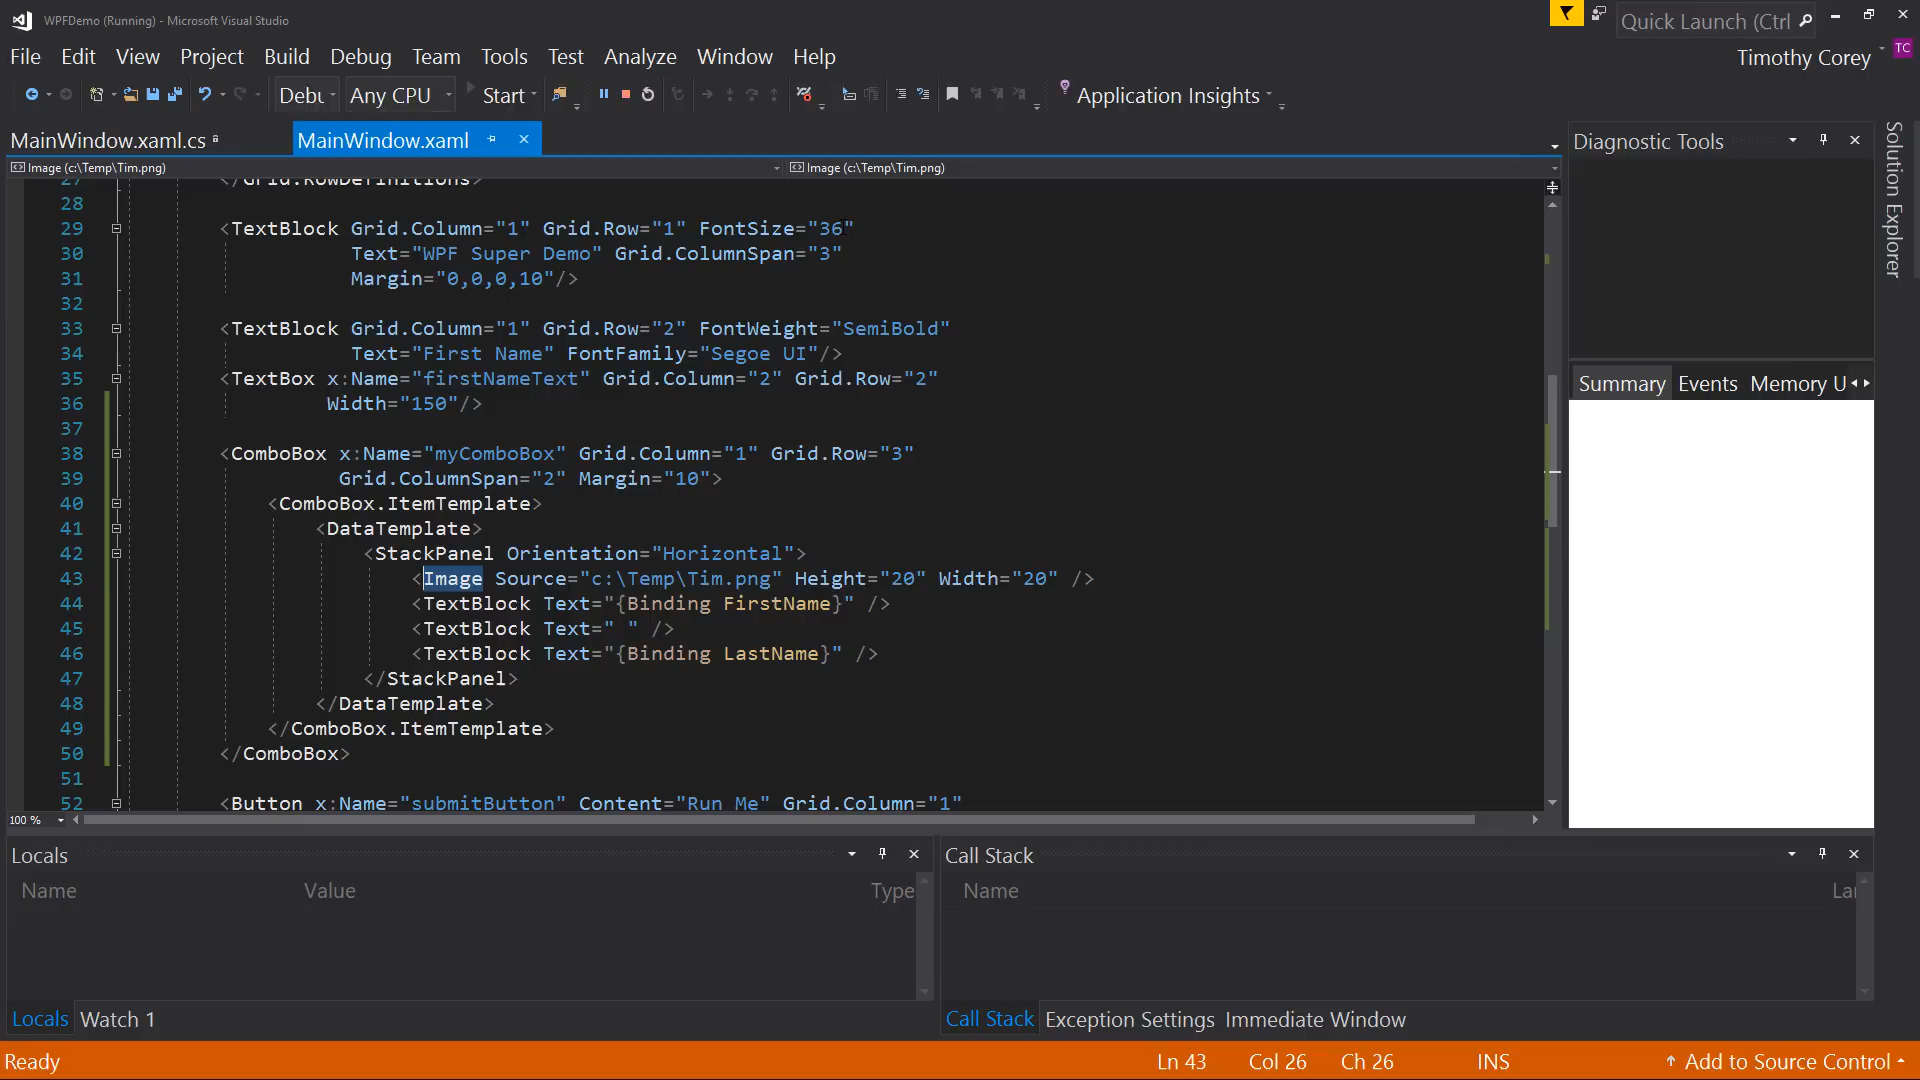 WPFDemo (Running) - Microsoft Visual Studio
Quick Launch (Ctrl
File Edit View Project Build Debug Team Tools Test Analyze Window Help
Timothy Corey TC
Debu Any CPU Start Application Insights
MainWindow.xaml.cs MainWindow.xaml
Diagnostic Tools
Solution Explorer
Image (c:\Temp\Tim.png) Image (c:\Temp\Tim.png)
27 </Grid.RowDefinitions>
28
29 <TextBlock Grid.Column="1" Grid.Row="1" FontSize="36"
30 Text="WPF Super Demo" Grid.ColumnSpan="3"
31 Margin="0,0,0,10"/>
32
33 <TextBlock Grid.Column="1" Grid.Row="2" FontWeight="SemiBold"
34 Text="First Name" FontFamily="Segoe UI"/>
35 <TextBox x:Name="firstNameText" Grid.Column="2" Grid.Row="2"
36 Width="150"/>
37
38 <ComboBox x:Name="myComboBox" Grid.Column="1" Grid.Row="3"
39 Grid.ColumnSpan="2" Margin="10">
40 <ComboBox.ItemTemplate>
41 <DataTemplate>
42 <StackPanel Orientation="Horizontal">
43 <Image Source="c:\Temp\Tim.png" Height="20" Width="20" />
44 <TextBlock Text="{Binding FirstName}" />
45 <TextBlock Text=" " />
46 <TextBlock Text="{Binding LastName}" />
47 </StackPanel>
48 </DataTemplate>
49 </ComboBox.ItemTemplate>
50 </ComboBox>
51
52 <Button x:Name="submitButton" Content="Run Me" Grid.Column="1"
Summary Events Memory U
100 %
Locals
Name Value Type
Locals Watch 1
Call Stack
Name Lan
Call Stack Exception Settings Immediate Window
Ready Ln 43 Col 26 Ch 26 INS Add to Source Control